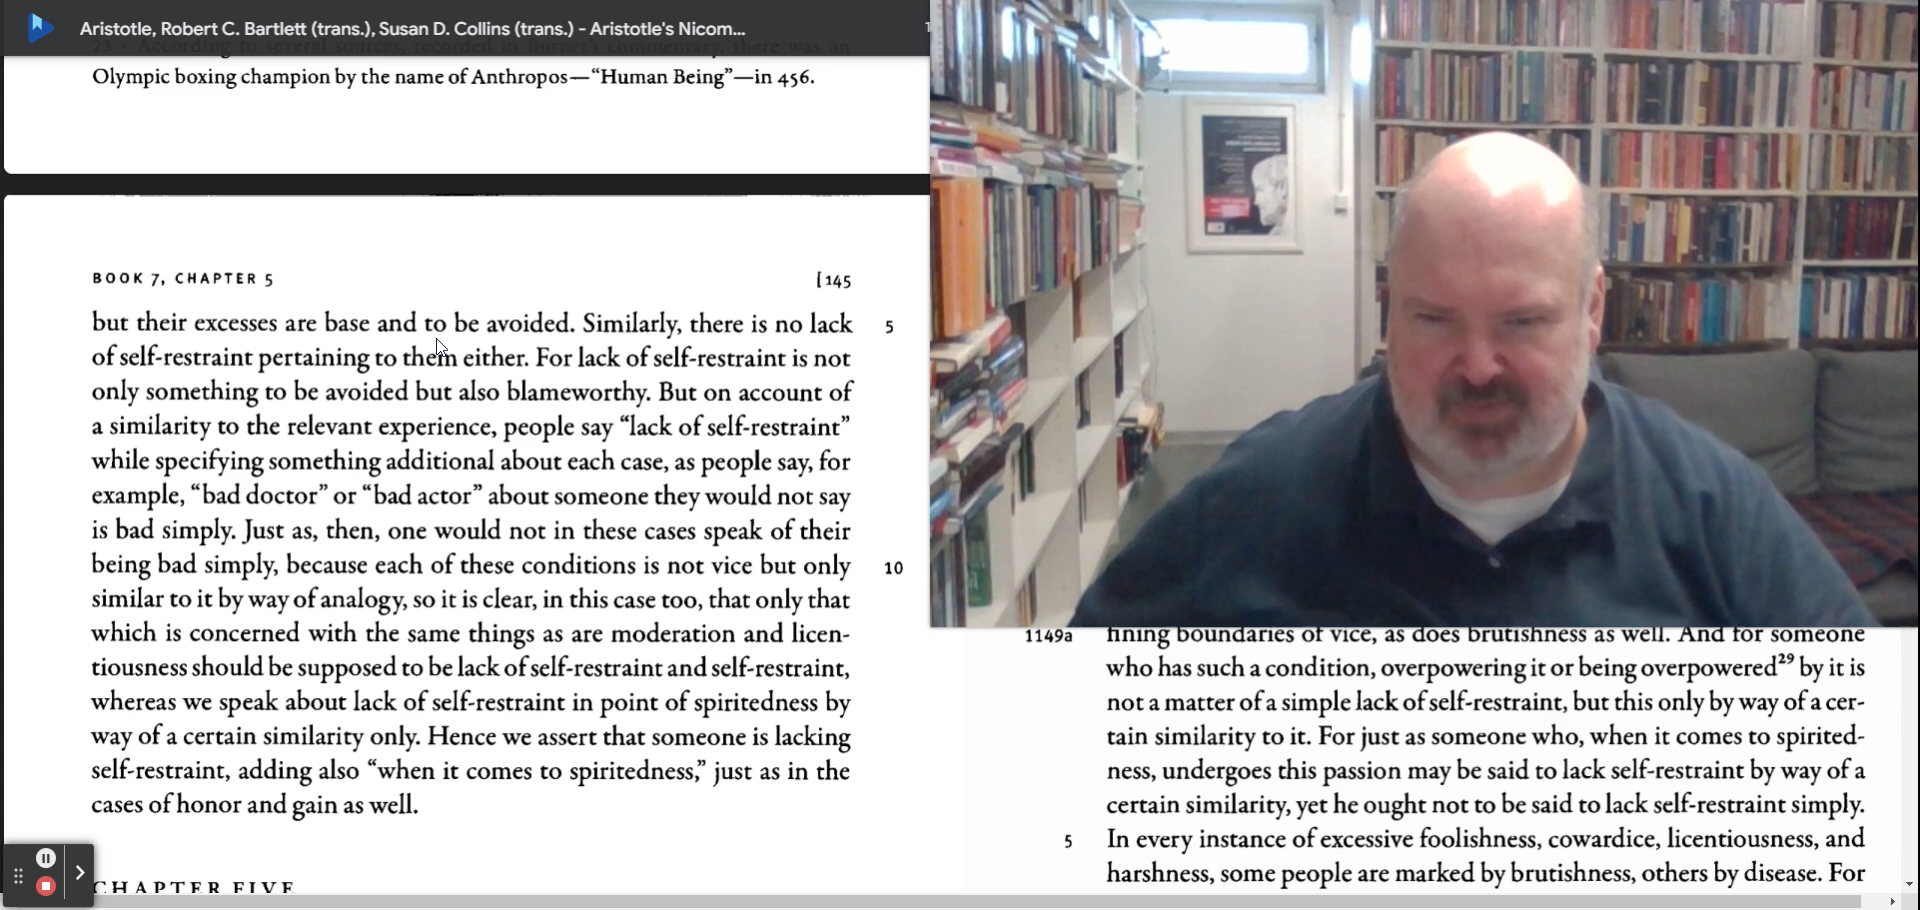 Aristotle, Robert C. Bartlett (trans.), Susan D. Collins (trans.) - Aristotle's Nicom...
23 · According to several sources, recorded in Burnet's commentary, there was an
Olympic boxing champion by the name of Anthropos—“Human Being”—in 456.
BOOK 7, CHAPTER 5 [145
but their excesses are base and to be avoided. Similarly, there is no lack 5
of self-restraint pertaining to them either. For lack of self-restraint is not
only something to be avoided but also blameworthy. But on account of
a similarity to the relevant experience, people say “lack of self-restraint”
while specifying something additional about each case, as people say, for
example, “bad doctor” or “bad actor” about someone they would not say
is bad simply. Just as, then, one would not in these cases speak of their
being bad simply, because each of these conditions is not vice but only 10
similar to it by way of analogy, so it is clear, in this case too, that only that
which is concerned with the same things as are moderation and licen-
tiousness should be supposed to be lack of self-restraint and self-restraint,
whereas we speak about lack of self-restraint in point of spiritedness by
way of a certain similarity only. Hence we assert that someone is lacking
self-restraint, adding also “when it comes to spiritedness,” just as in the
cases of honor and gain as well.
CHAPTER FIVE
1149a fining boundaries of vice, as does brutishness as well. And for someone
who has such a condition, overpowering it or being overpowered29 by it is
not a matter of a simple lack of self-restraint, but this only by way of a cer-
tain similarity to it. For just as someone who, when it comes to spirited-
ness, undergoes this passion may be said to lack self-restraint by way of a
certain similarity, yet he ought not to be said to lack self-restraint simply.
5 In every instance of excessive foolishness, cowardice, licentiousness, and
harshness, some people are marked by brutishness, others by disease. For